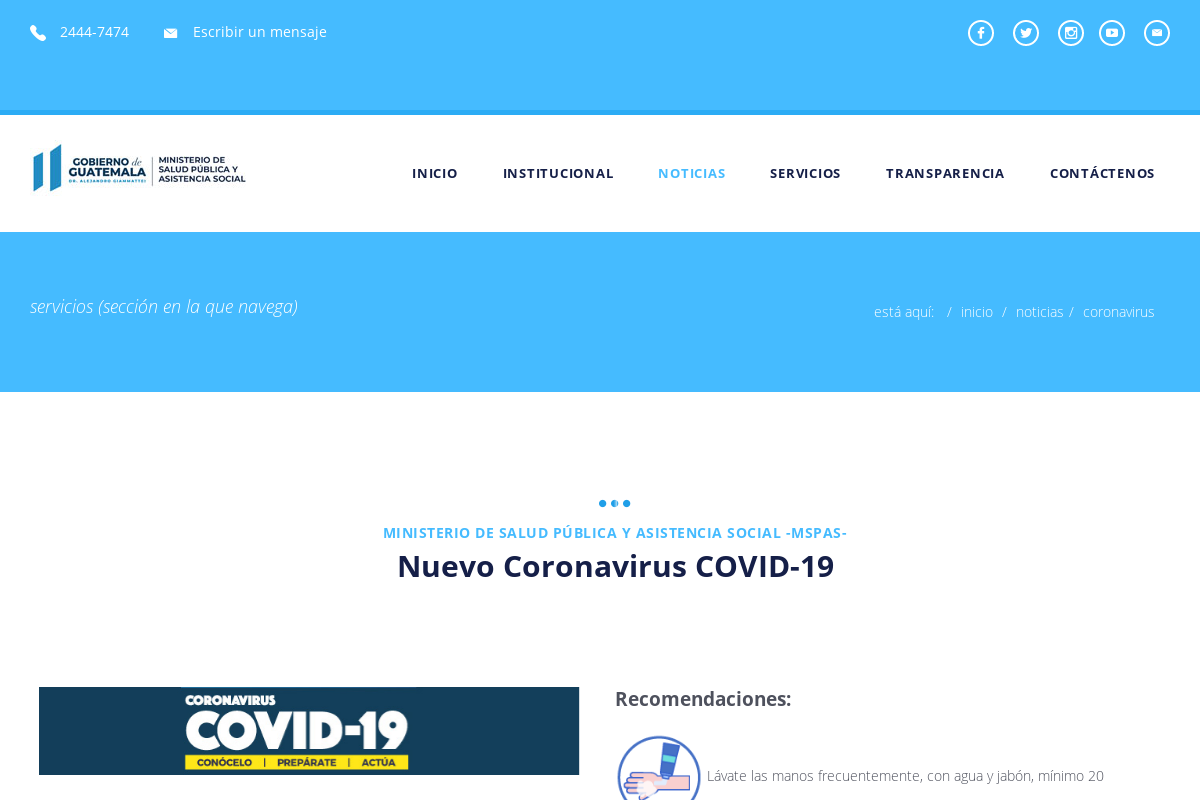 2444-7474
Escribir un mensaje
GOBIERNO de
GUATEMALA
DR. ALEJANDRO GIAMMATTEI
MINISTERIO DE
SALUD PÚBLICA Y
ASISTENCIA SOCIAL
INICIO
INSTITUCIONAL
NOTICIAS
SERVICIOS
TRANSPARENCIA
CONTÁCTENOS
servicios (sección en la que navega)
está aquí: / inicio / noticias / coronavirus
MINISTERIO DE SALUD PÚBLICA Y ASISTENCIA SOCIAL -MSPAS-
Nuevo Coronavirus COVID-19
CORONAVIRUS
COVID-19
CONÓCELO | PREPÁRATE | ACTÚA
Recomendaciones:
Lávate las manos frecuentemente, con agua y jabón, mínimo 20